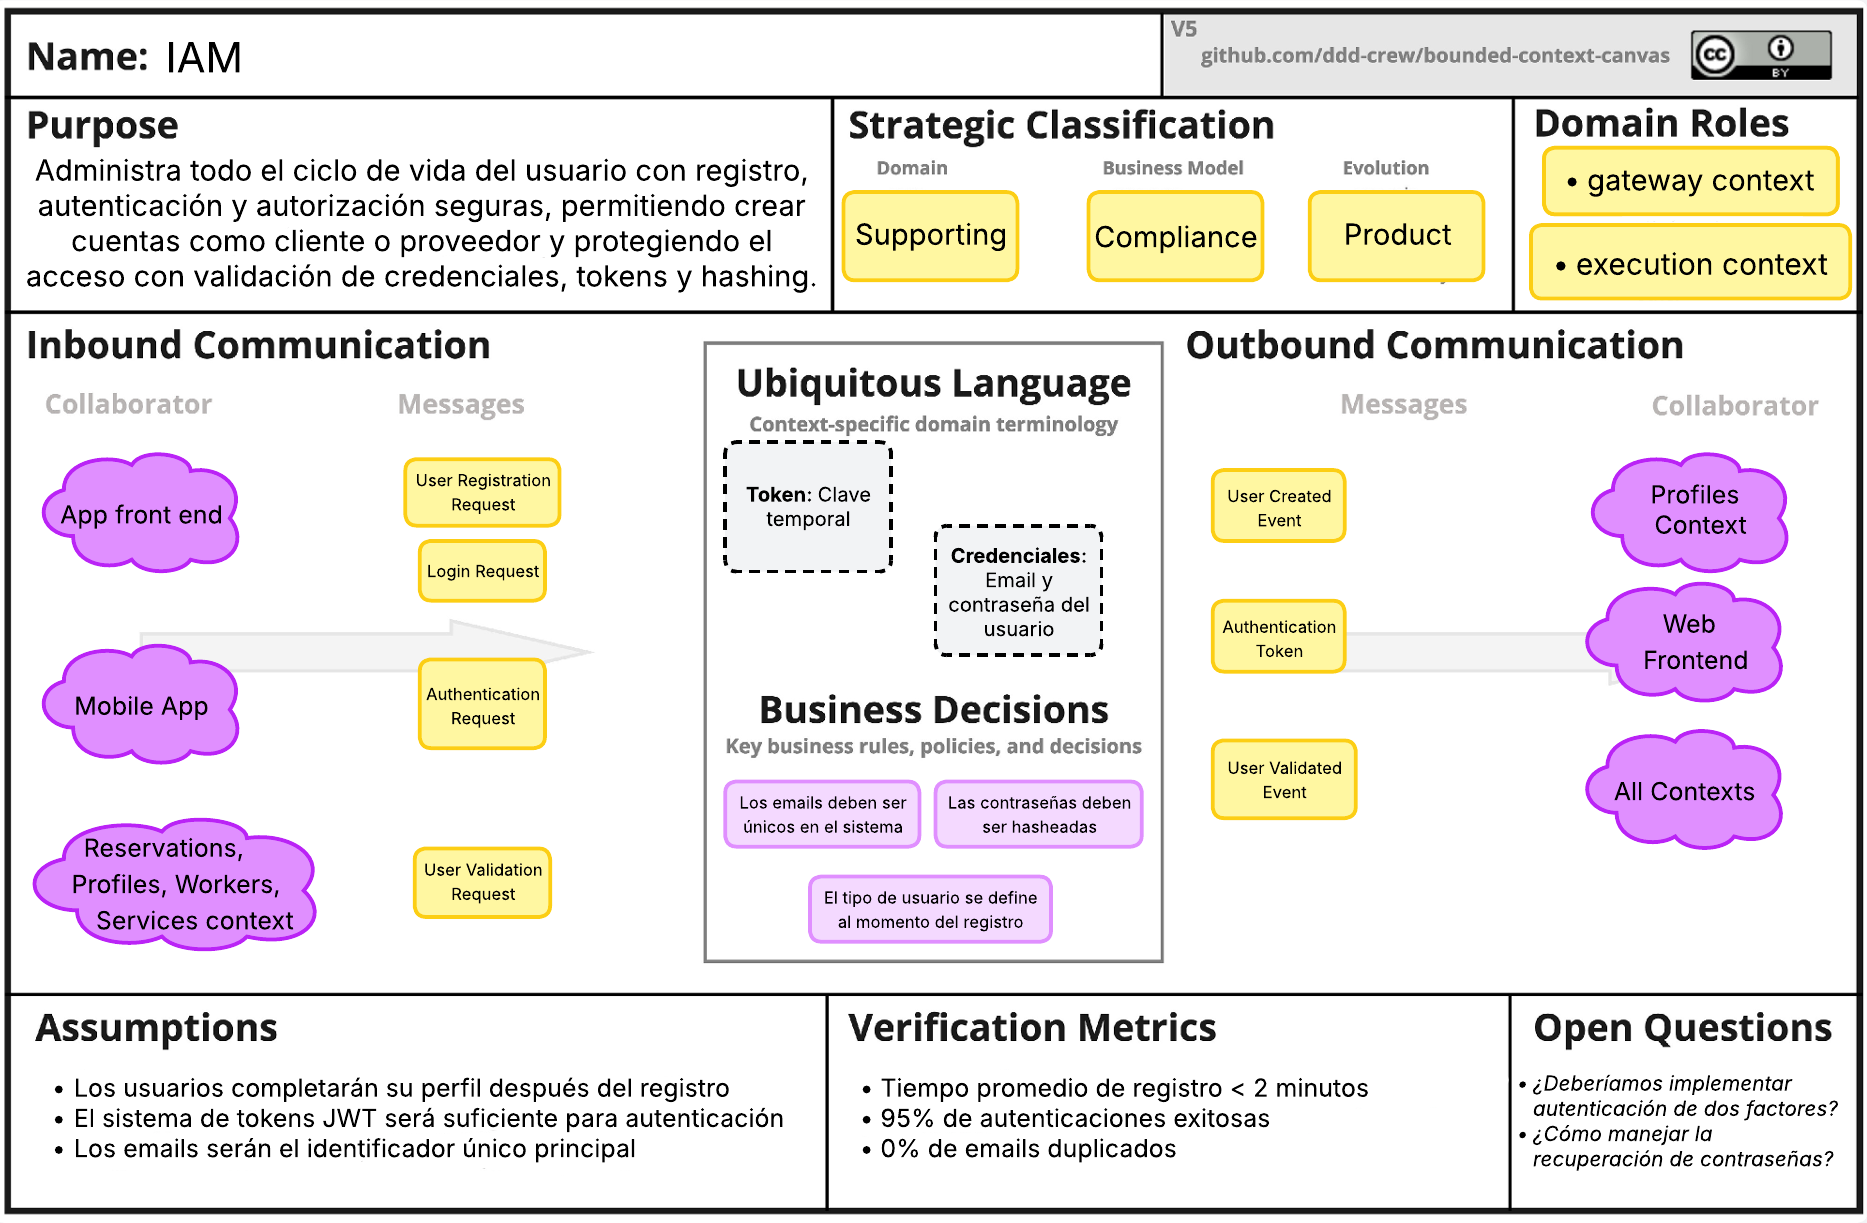 Name: IAM
V5
github.com/ddd-crew/bounded-context-canvas
cc
BY
Purpose
Administra todo el ciclo de vida del usuario con registro,
autenticación y autorización seguras, permitiendo crear
cuentas como cliente o proveedor y protegiendo el
acceso con validación de credenciales, tokens y hashing.
Strategic Classification
Domain
Business Model
Evolution
Supporting
Compliance
Product
Domain Roles
• gateway context
• execution context
Inbound Communication
Collaborator
Messages
App front end
User Registration
Request
Login Request
Mobile App
Authentication
Request
Reservations,
Profiles, Workers,
Services context
User Validation
Request
Ubiquitous Language
Context-specific domain terminology
Token: Clave
temporal
Credenciales:
Email y
contraseña del
usuario
Business Decisions
Key business rules, policies, and decisions
Los emails deben ser
únicos en el sistema
Las contraseñas deben
ser hasheadas
El tipo de usuario se define
al momento del registro
Outbound Communication
Messages
Collaborator
User Created
Event
Profiles
Context
Authentication
Token
Web
Frontend
User Validated
Event
All Contexts
Assumptions
• Los usuarios completarán su perfil después del registro
• El sistema de tokens JWT será suficiente para autenticación
• Los emails serán el identificador único principal
Verification Metrics
• Tiempo promedio de registro < 2 minutos
• 95% de autenticaciones exitosas
• 0% de emails duplicados
Open Questions
• ¿Deberíamos implementar
autenticación de dos factores?
• ¿Cómo manejar la
recuperación de contraseñas?